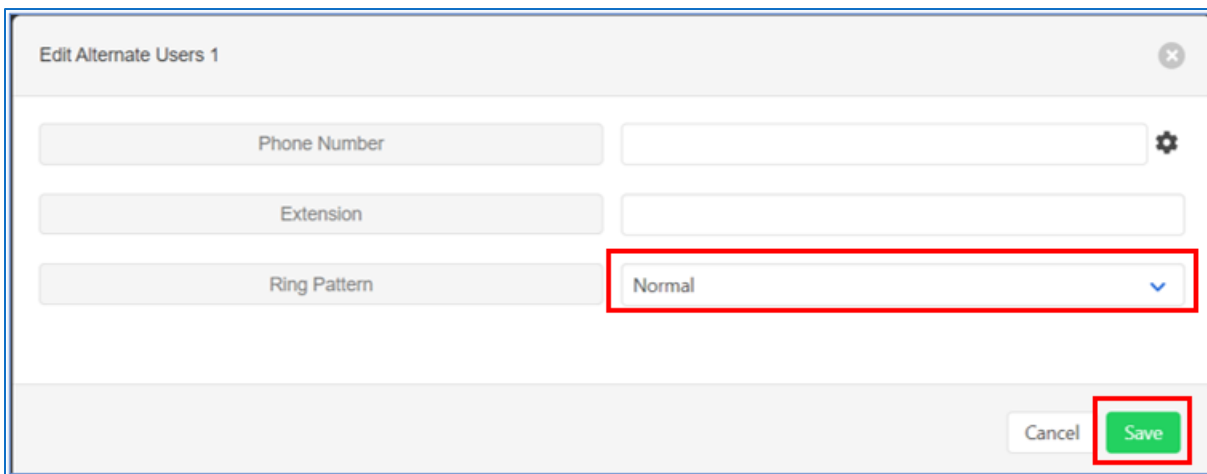 Edit Alternate Users 1
Phone Number
Extension
Ring Pattern
Normal
Cancel
Save